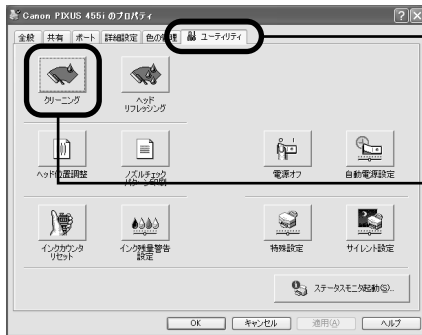 Canon PIXUS 455i のプロパティ
全般 共有 ポート 詳細設定 色の管理 ユーティリティ
クリーニング
ヘッド
リフレッシング
ヘッド位置調整
ノズルチェック
パターン印刷
電源オフ
自動電源設定
インクカウンタ
リセット
インク残量警告
設定
特殊設定
サイレント設定
ステータスモニタ起動(S)...
OK キャンセル 適用(A) ヘルプ